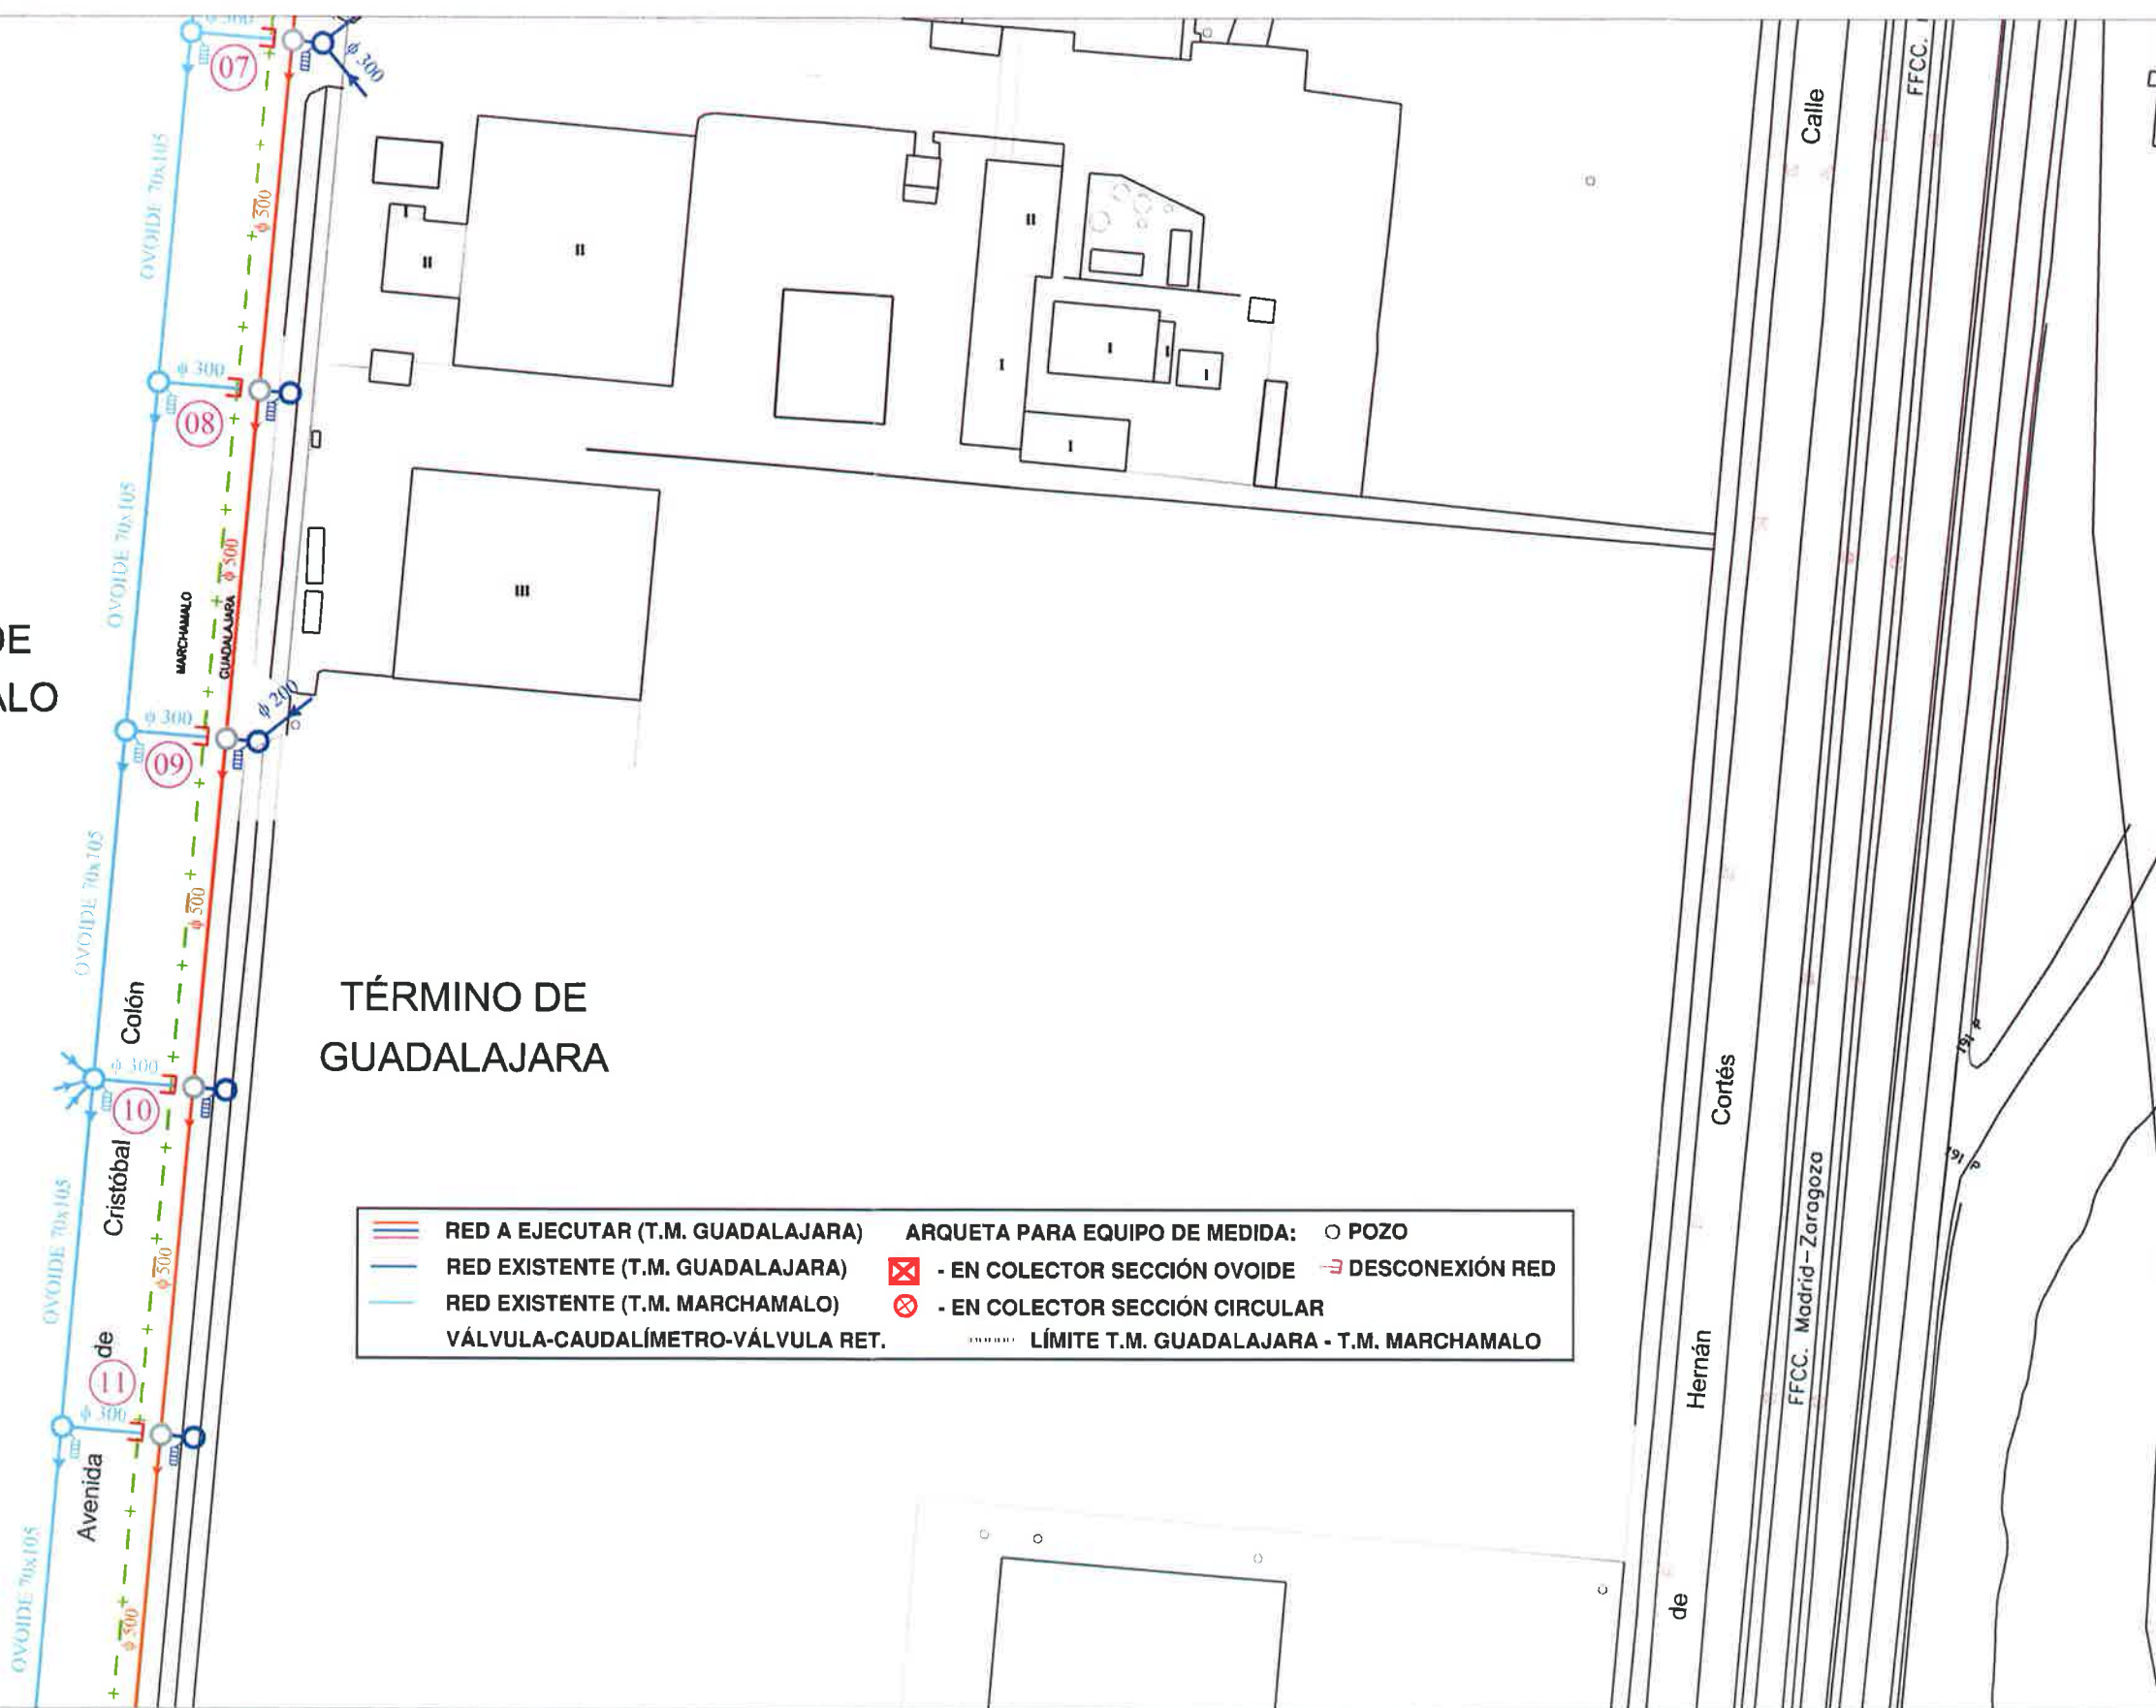 φ 300
07
φ 300
OVOIDE 70x105
φ 500
II
II
II
I
I
I
I
I
Calle
FFCC.
φ 300
08
OVOIDE 70x105
φ 500
MARCHAMALO
GUADALAJARA
III
DE
ALO
φ 200
φ 300
09
OVOIDE 70x105
φ 500
Colón
TÉRMINO DE
GUADALAJARA
φ 300
10
Cristóbal
OVOIDE 70x105
φ 500
de
11
φ 300
Avenida
OVOIDE 70x105
φ 500
RED A EJECUTAR (T.M. GUADALAJARA)
RED EXISTENTE (T.M. GUADALAJARA)
RED EXISTENTE (T.M. MARCHAMALO)
VÁLVULA-CAUDALÍMETRO-VÁLVULA RET.
ARQUETA PARA EQUIPO DE MEDIDA:
- EN COLECTOR SECCIÓN OVOIDE
- EN COLECTOR SECCIÓN CIRCULAR
POZO
DESCONEXIÓN RED
LÍMITE T.M. GUADALAJARA - T.M. MARCHAMALO
Cortés
Hernán
de
FFCC. Madrid-Zaragoza